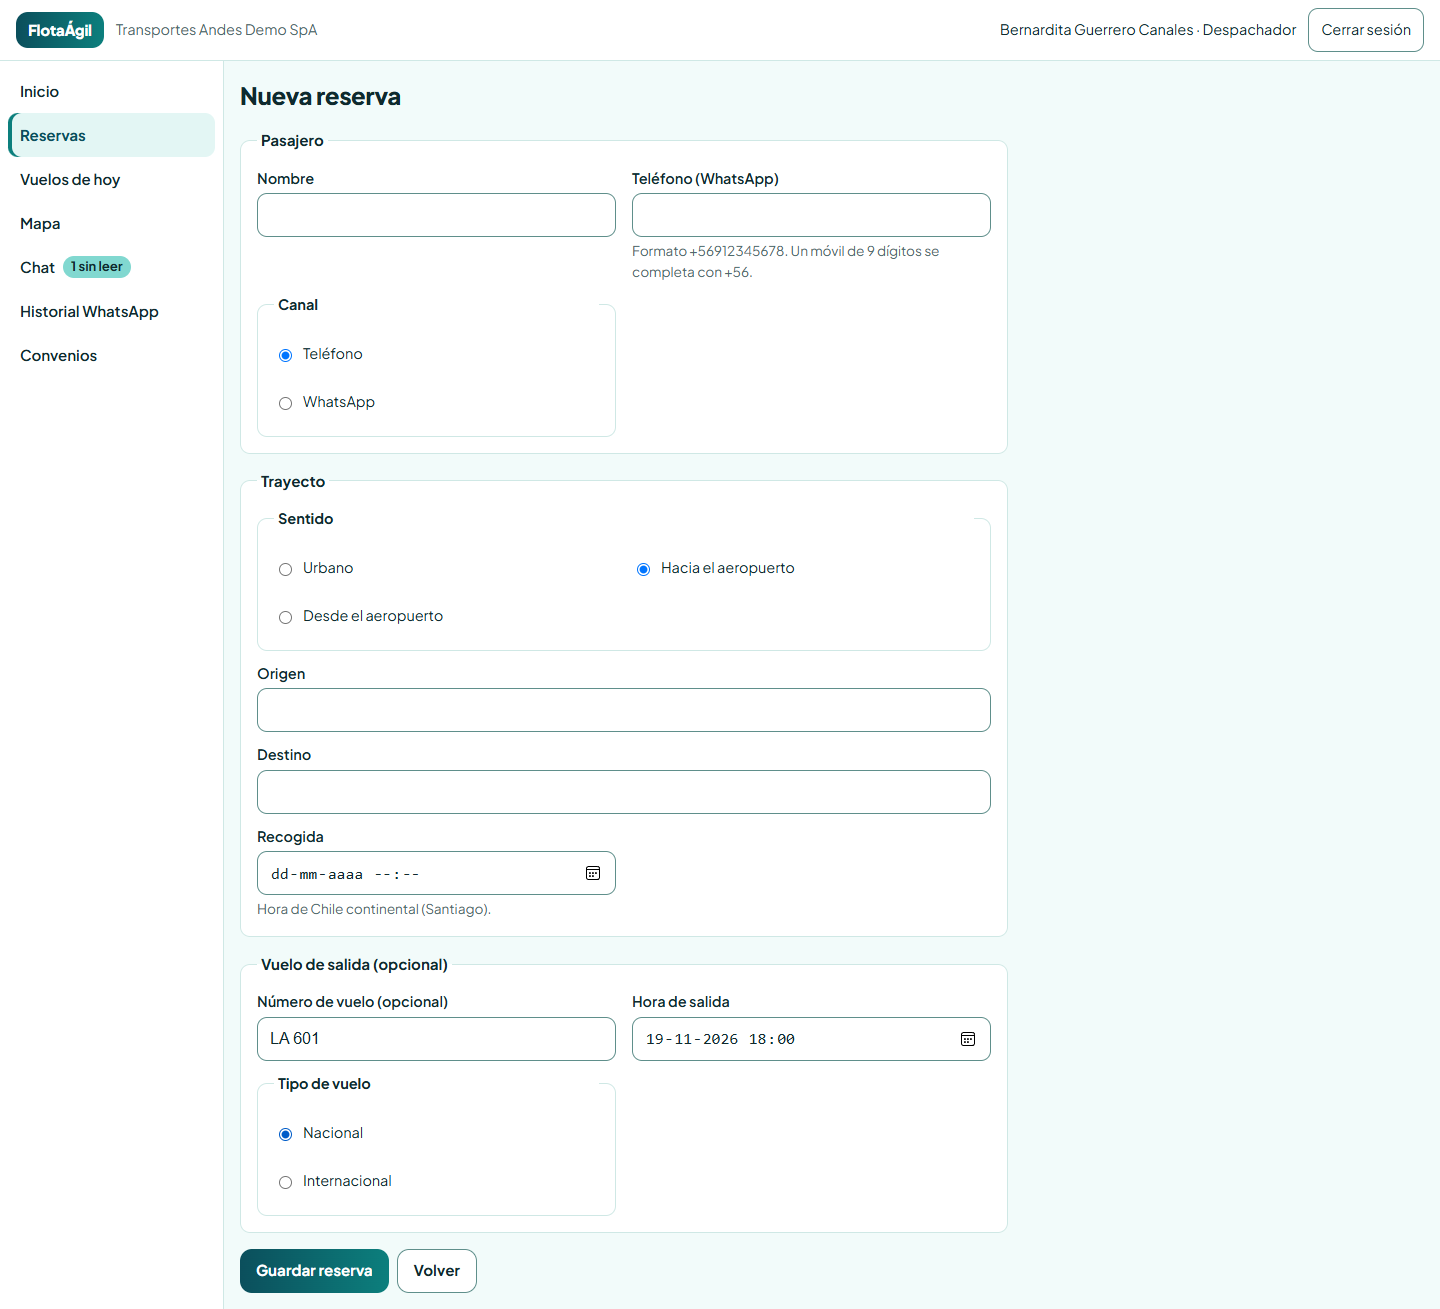 FlotaÁgil
Transportes Andes Demo SpA
Bernardita Guerrero Canales · Despachador
Cerrar sesión
Inicio
Reservas
Vuelos de hoy
Mapa
Chat 1 sin leer
Historial WhatsApp
Convenios
Nueva reserva
Pasajero
Nombre
Teléfono (WhatsApp)
Formato +56912345678. Un móvil de 9 dígitos se
completa con +56.
Canal
Teléfono
WhatsApp
Trayecto
Sentido
Urbano
Hacia el aeropuerto
Desde el aeropuerto
Origen
Destino
Recogida
dd-mm-aaaa --:--
Hora de Chile continental (Santiago).
Vuelo de salida (opcional)
Número de vuelo (opcional)
Hora de salida
LA 601
19-11-2026 18:00
Tipo de vuelo
Nacional
Internacional
Guardar reserva
Volver